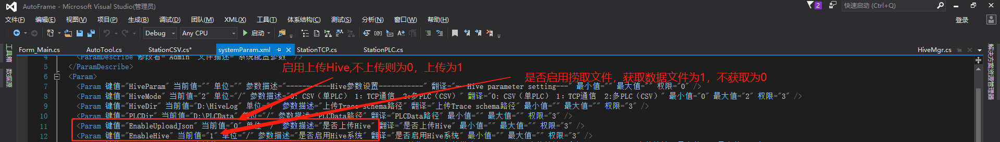 AutoFrame - Microsoft Visual Studio(管理员)
2
快速启动 (Ctrl+Q)
文件(F) 编辑(E) 视图(V) 项目(P) 生成(B) 调试(D) 团队(M) XML(X) 工具(T) 体系结构(C) 测试(S) 分析(N) 窗口(W) 帮助(H)
登录
Debug Any CPU 启动
工具箱
数据源
Form_Main.cs AutoTool.cs StationCSV.cs* systemParam.xml StationTCP.cs StationPLC.cs HiveMgr.cs
解决方案资源管理器
4 <ParamDescribe 修改者="Admin" 文件描述="系统配置参数" />
5 </ParamDescribe>
启用上传Hive,不上传则为0，上传为1
6 <Param>
是否启用捞取文件，获取数据文件为1，不获取为0
7 <Param 键值="HiveParam" 当前值="" 单位="" 参数描述="-----------Hive参数设置-----------" 翻译="-- Hive parameter setting---" 最小值="" 最大值="" 权限="0" />
8 <Param 键值="HiveMode" 当前值="2" 单位="/" 参数描述="0: CSV（单PLC） 1: TCP通信 2:多PLC（CSV）" 翻译="0: CSV（单PLC） 1: TCP通信 2:多PLC（CSV）" 最小值="0" 最大值="2" 权限="3" />
9 <Param 键值="HiveDir" 当前值="D:\HiveLog" 单位="/" 参数描述="上传Trace schema路径" 翻译="上传Trace schema路径" 最小值="" 最大值="" 权限="3" />
10 <Param 键值="PLCDir" 当前值="D:\PLCData" 单位="/" 参数描述="PLCData路径" 翻译="PLCData路径" 最小值="" 最大值="" 权限="3" />
11 <Param 键值="EnableUploadJson" 当前值="0" 单位="/" 参数描述="是否上传Hive" 翻译="是否上传Hive" 最小值="" 最大值="" 权限="3" />
12 <Param 键值="EnableHive" 当前值="1" 单位="/" 参数描述="是否启用Hive系统" 翻译="是否启用Hive系统" 最小值="" 最大值="" 权限="3" />